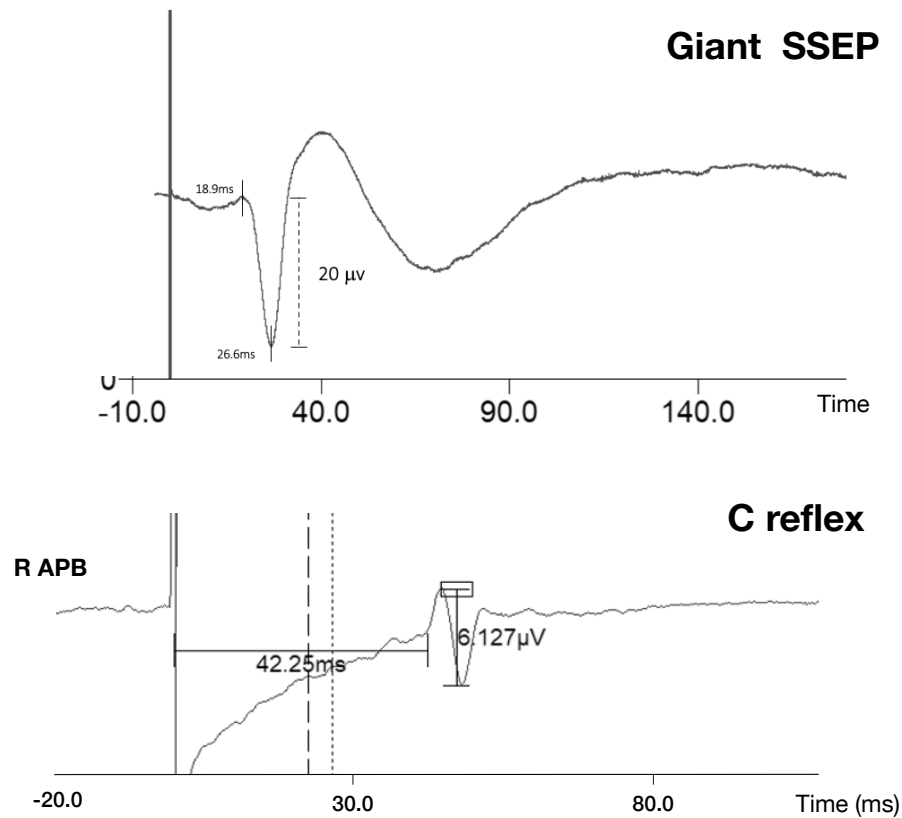 Giant SSEP
18.9ms
20 μv
26.6ms
0
-10.0 40.0 90.0 140.0 Time
C reflex
R APB
6.127μV
42.25ms
-20.0 30.0 80.0 Time (ms)